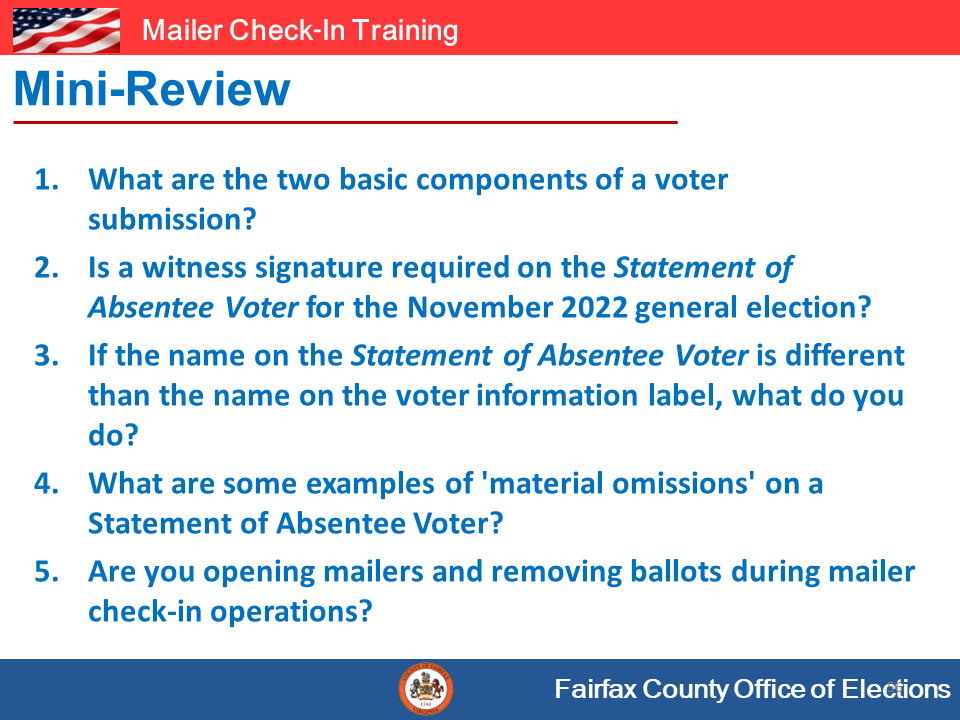 Mailer Check-In Training
Mini-Review
1. What are the two basic components of a voter
submission?
2. Is a witness signature required on the Statement of
Absentee Voter for the November 2022 general election?
3. If the name on the Statement of Absentee Voter is different
than the name on the voter information label, what do you
do?
4. What are some examples of 'material omissions' on a
Statement of Absentee Voter?
5. Are you opening mailers and removing ballots during mailer
check-in operations?
Fairfax County Office of Elections